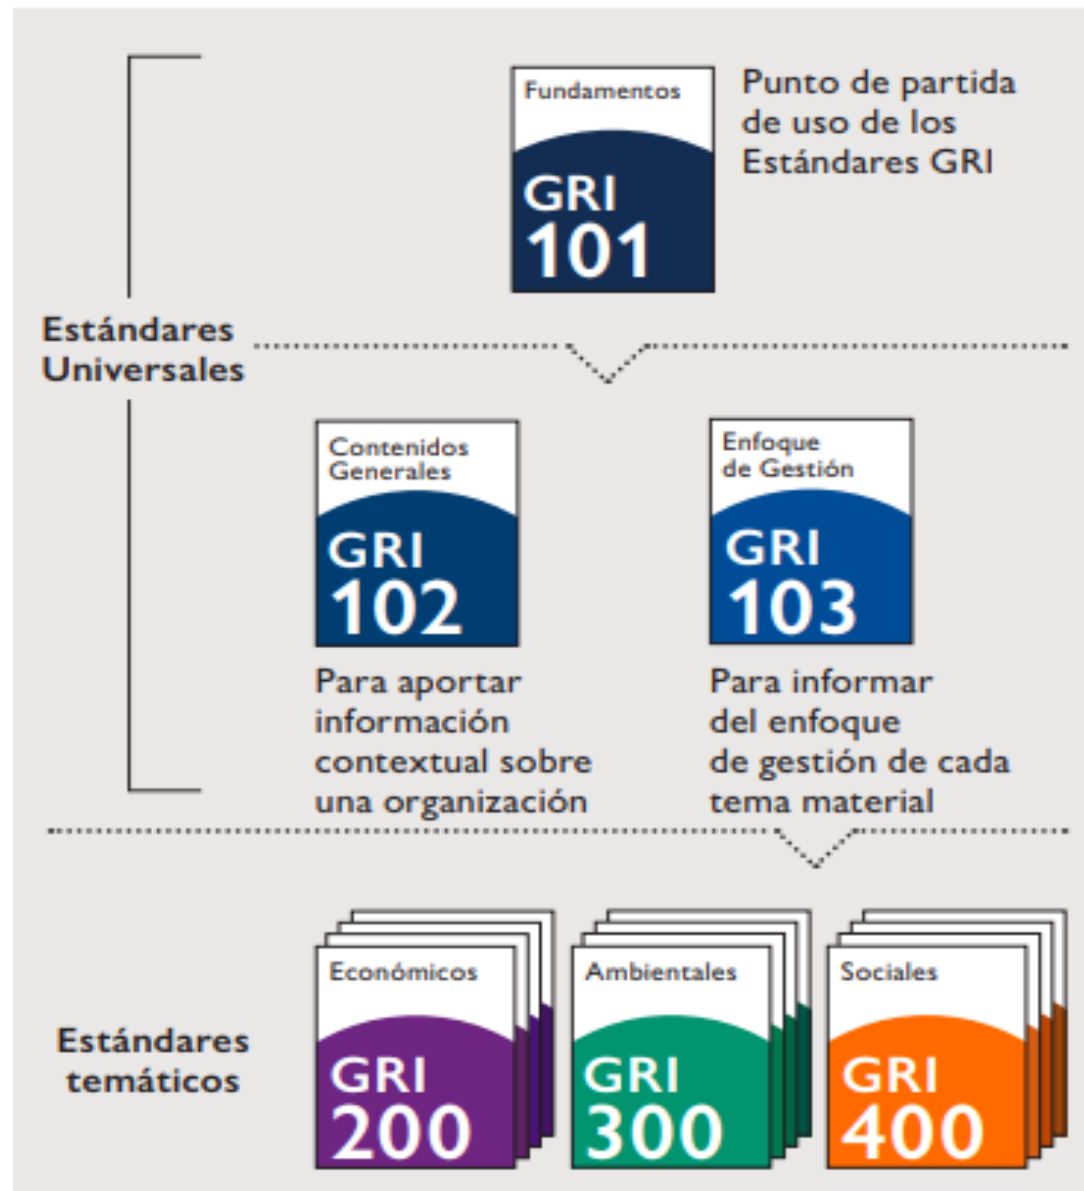 Fundamentos
GRI
101
Punto de partida
de uso de los
Estándares GRI
Estándares
Universales
Contenidos
Generales
GRI
102
Para aportar
información
contextual sobre
una organización
Enfoque
de Gestión
GRI
103
Para informar
del enfoque
de gestión de cada
tema material
Estándares
temáticos
Económicos
GRI
200
Ambientales
GRI
300
Sociales
GRI
400